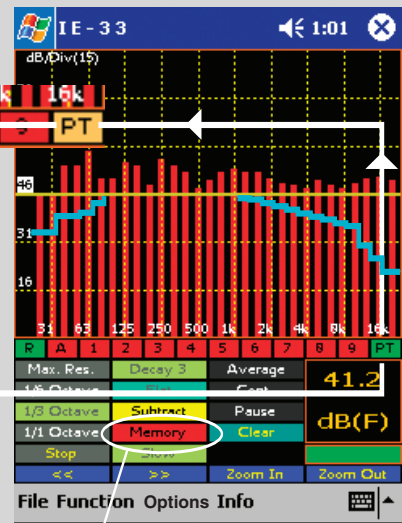 IE-33 1:01
dB/Div(15)
16k
9 PT
46
31
16
31 63 125 250 500 1k 2k 4k 8k 16k
R A 1 2 3 4 5 6 7 8 9 PT
Max. Res. Decay 3 Average 41.2
1/6 Octave Flat Cont.
1/3 Octave Subtract Pause dB(F)
1/1 Octave Memory Clear
Stop Slow
<< >> Zoom In Zoom Out
File Function Options Info